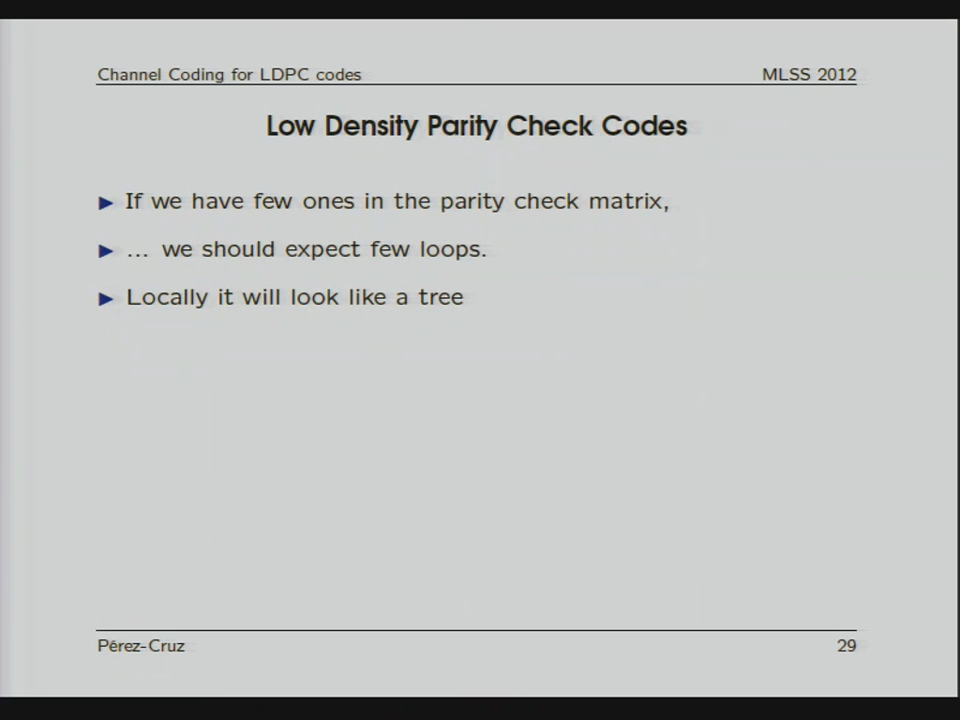 Channel Coding for LDPC codes MLSS 2012
Low Density Parity Check Codes
▶ If we have few ones in the parity check matrix,
▶ ... we should expect few loops.
▶ Locally it will look like a tree
Pérez-Cruz 29